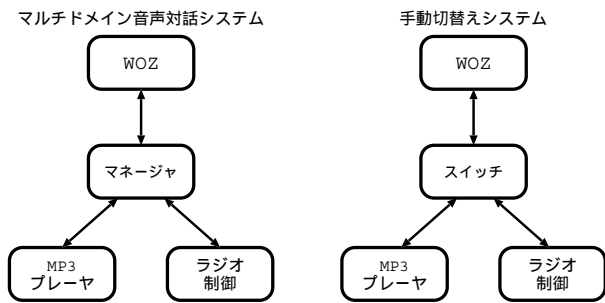 マルチドメイン音声対話システム
WOZ
マネージャ
MP3
プレーヤ
ラジオ
制御
手動切替えシステム
WOZ
スイッチ
MP3
プレーヤ
ラジオ
制御